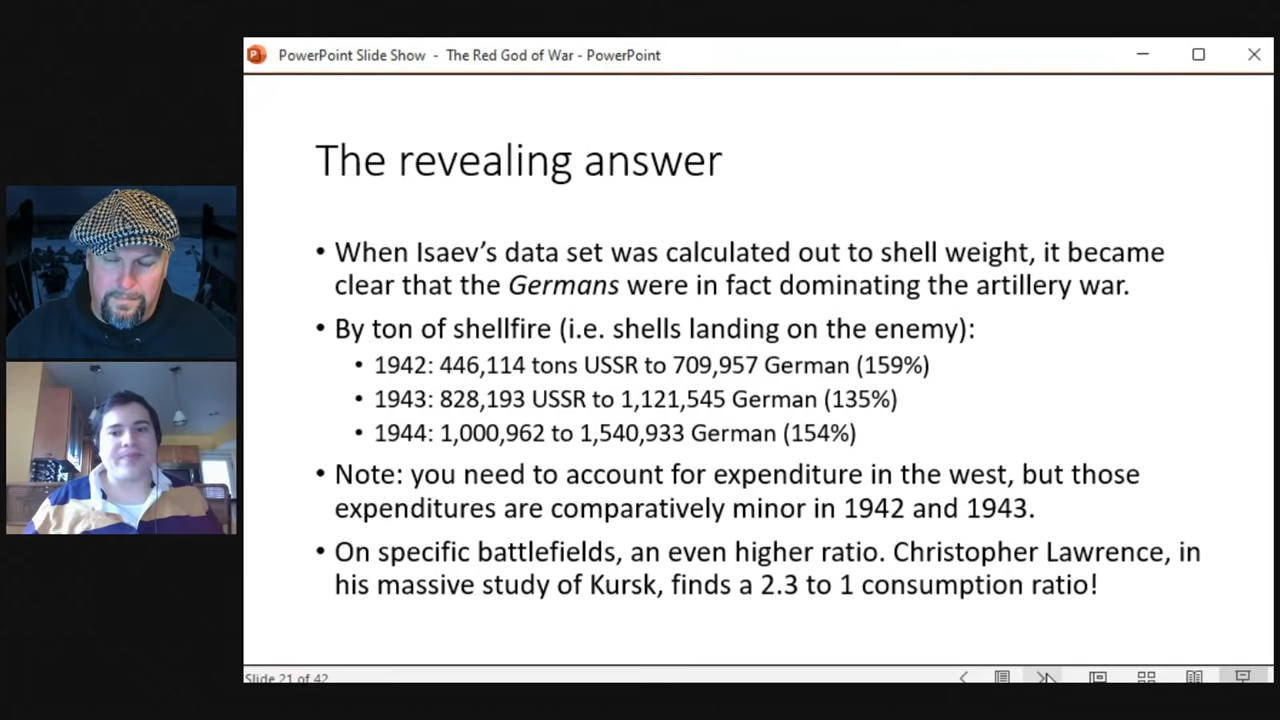 PowerPoint Slide Show - The Red God of War - PowerPoint
The revealing answer
• When Isaev’s data set was calculated out to shell weight, it became
clear that the Germans were in fact dominating the artillery war.
• By ton of shellfire (i.e. shells landing on the enemy):
• 1942: 446,114 tons USSR to 709,957 German (159%)
• 1943: 828,193 USSR to 1,121,545 German (135%)
• 1944: 1,000,962 to 1,540,933 German (154%)
• Note: you need to account for expenditure in the west, but those
expenditures are comparatively minor in 1942 and 1943.
• On specific battlefields, an even higher ratio. Christopher Lawrence, in
his massive study of Kursk, finds a 2.3 to 1 consumption ratio!
Slide 21 of 42